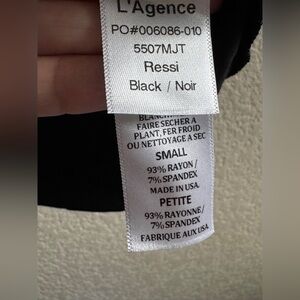 L'Agence
PO#006086-010
5507MJT
Ressi
Black / Noir
FAIRE SECHER A
PLANT, FER FROID
OU NETTOYAGE A SEC
SMALL
93% RAYON /
7% SPANDEX
MADE IN USA
PETITE
93% RAYONNE /
7% SPANDEX
FABRIQUE AUX USA